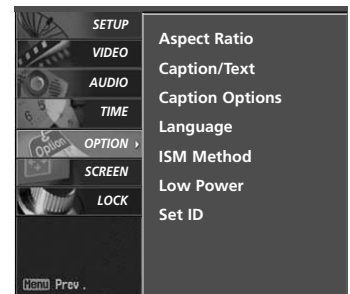 SETUP
VIDEO
AUDIO
TIME
OPTION
SCREEN
LOCK
Menu Prev.
Aspect Ratio
Caption/Text
Caption Options
Language
ISM Method
Low Power
Set ID